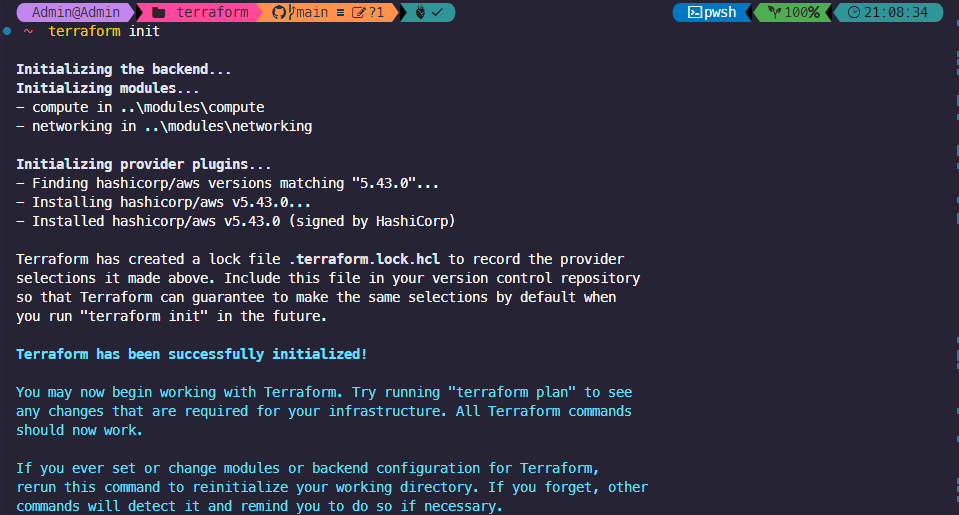 Admin@Admin terraform main ≡ ?1 ✓ pwsh 100% 21:08:34
~ terraform init
Initializing the backend...
Initializing modules...
- compute in ..\modules\compute
- networking in ..\modules\networking
Initializing provider plugins...
- Finding hashicorp/aws versions matching "5.43.0"...
- Installing hashicorp/aws v5.43.0...
- Installed hashicorp/aws v5.43.0 (signed by HashiCorp)
Terraform has created a lock file .terraform.lock.hcl to record the provider
selections it made above. Include this file in your version control repository
so that Terraform can guarantee to make the same selections by default when
you run "terraform init" in the future.
Terraform has been successfully initialized!
You may now begin working with Terraform. Try running "terraform plan" to see
any changes that are required for your infrastructure. All Terraform commands
should now work.
If you ever set or change modules or backend configuration for Terraform,
rerun this command to reinitialize your working directory. If you forget, other
commands will detect it and remind you to do so if necessary.